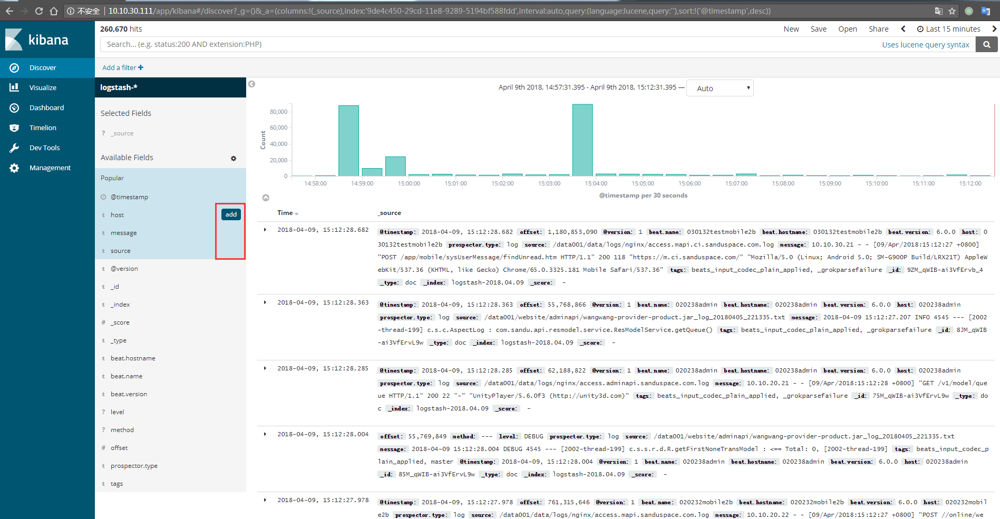 不安全 | 10.10.30.111/app/kibana#/discover?_g=()&_a=(columns:!(_source),index:'9de4c450-29cd-11e8-9289-5194bf588fdd',interval:auto,query:(language:lucene,query:''),sort:!('@timestamp',desc))
kibana
Discover
Visualize
Dashboard
Timelion
Dev Tools
Management
260,670 hits
New Save Open Share Last 15 minutes
Search... (e.g. status:200 AND extension:PHP) Uses lucene query syntax
Add a filter +
logstash-*
Selected Fields
? _source
Available Fields
Popular
@timestamp
t host add
t message
t source
t @version
t _id
t _index
# _score
t _type
t beat.hostname
t beat.name
t beat.version
? level
? method
# offset
t prospector.type
t tags
April 9th 2018, 14:57:31.395 - April 9th 2018, 15:12:31.395 — Auto
Count
80,000
60,000
40,000
20,000
0
14:58:00 14:59:00 15:00:00 15:01:00 15:02:00 15:03:00 15:04:00 15:05:00 15:06:00 15:07:00 15:08:00 15:09:00 15:10:00 15:11:00 15:12:00
@timestamp per 30 seconds
Time _source
2018-04-09, 15:12:28.682 @timestamp: 2018-04-09, 15:12:28.682 offset: 1,180,853,090 @version: 1 beat.name: 030132testmobile2b beat.hostname: 030132testmobile2b beat.version: 6.0.0 host: 0
30132testmobile2b prospector.type: log source: /data001/data/logs/nginx/access.mapi.ci.sanduspace.com.log message: 10.10.30.21 - - [09/Apr/2018:15:12:27 +0800]
"POST /app/mobile/sysUserMessage/findUnread.htm HTTP/1.1" 200 118 "https://m.ci.sanduspace.com/" "Mozilla/5.0 (Linux; Android 5.0; SM-G900P Build/LRX21T) AppleW
ebKit/537.36 (KHTML, like Gecko) Chrome/65.0.3325.181 Mobile Safari/537.36" tags: beats_input_codec_plain_applied, _grokparsefailure _id: 9ZM_qWIB-ai3VfErvb_4
_type: doc _index: logstash-2018.04.09 _score: -
2018-04-09, 15:12:28.363 @timestamp: 2018-04-09, 15:12:28.363 offset: 55,768,866 @version: 1 beat.name: 020238admin beat.hostname: 020238admin beat.version: 6.0.0 host: 020238admin
prospector.type: log source: /data001/website/adminapi/wangwang-provider-product.jar_log_20180405_221335.txt message: 2018-04-09 15:12:27.207 INFO 4545 --- [2002
-thread-199] c.s.c.AspectLog : com.sandu.api.resmodel.service.ResModelService.getQueue() tags: beats_input_codec_plain_applied, _grokparsefailure _id: 8JM_qWIB
-ai3VfErvL9w _type: doc _index: logstash-2018.04.09 _score: -
2018-04-09, 15:12:28.285 @timestamp: 2018-04-09, 15:12:28.285 offset: 62,188,822 @version: 1 beat.name: 020238admin beat.hostname: 020238admin beat.version: 6.0.0 host: 020238admin
prospector.type: log source: /data001/data/logs/nginx/access.adminapi.sanduspace.com.log message: 10.10.20.21 - - [09/Apr/2018:15:12:28 +0800] "GET /v1/model/que
ue HTTP/1.1" 200 22 "-" "UnityPlayer/5.6.0f3 (http://unity3d.com)" tags: beats_input_codec_plain_applied, _grokparsefailure _id: 75M_qWIB-ai3VfErvL9w _type: do
c _index: logstash-2018.04.09 _score: -
2018-04-09, 15:12:28.004 offset: 55,769,849 method: --- level: DEBUG prospector.type: log source: /data001/website/adminapi/wangwang-provider-product.jar_log_20180405_221335.txt
message: 2018-04-09 15:12:28.004 DEBUG 4545 --- [2002-thread-199] c.s.s.r.d.R.getFirstNoneTransModel : <== Total: 0, [2002-thread-199] tags: beats_input_codec_p
lain_applied, master @timestamp: 2018-04-09, 15:12:28.004 @version: 1 beat.name: 020238admin beat.hostname: 020238admin beat.version: 6.0.0 host: 020238admin
_id: 85M_qWIB-ai3VfErvL9w _type: doc _index: logstash-2018.04.09 _score: -
2018-04-09, 15:12:27.978 @timestamp: 2018-04-09, 15:12:27.978 offset: 761,315,646 @version: 1 beat.name: 020232mobile2b beat.hostname: 020232mobile2b beat.version: 6.0.0 host: 020232mobil
e2b prospector.type: log source: /data001/data/logs/nginx/access.mapi.sanduspace.com.log message: 10.10.20.22 - - [09/Apr/2018:15:12:27 +0800] "POST //online/we